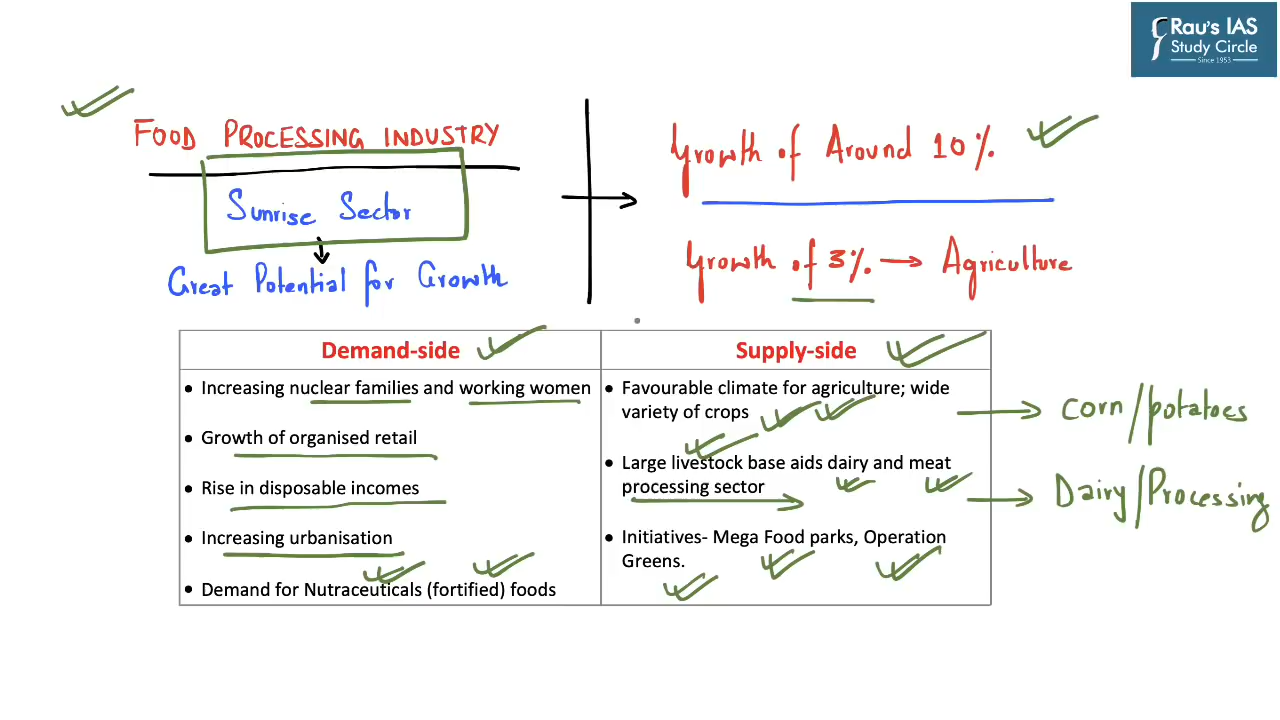 Rau's IAS
Study Circle
Since 1953
FOOD PROCESSING INDUSTRY
Sunrise Sector
Great Potential for Growth
Growth of Around 10%
Growth of 3% → Agriculture
Demand-side
• Increasing nuclear families and working women
• Growth of organised retail
• Rise in disposable incomes
• Increasing urbanisation
• Demand for Nutraceuticals (fortified) foods
Supply-side
• Favourable climate for agriculture; wide
variety of crops
• Large livestock base aids dairy and meat
processing sector
• Initiatives- Mega Food parks, Operation
Greens.
Corn/potatoes
Dairy/Processing